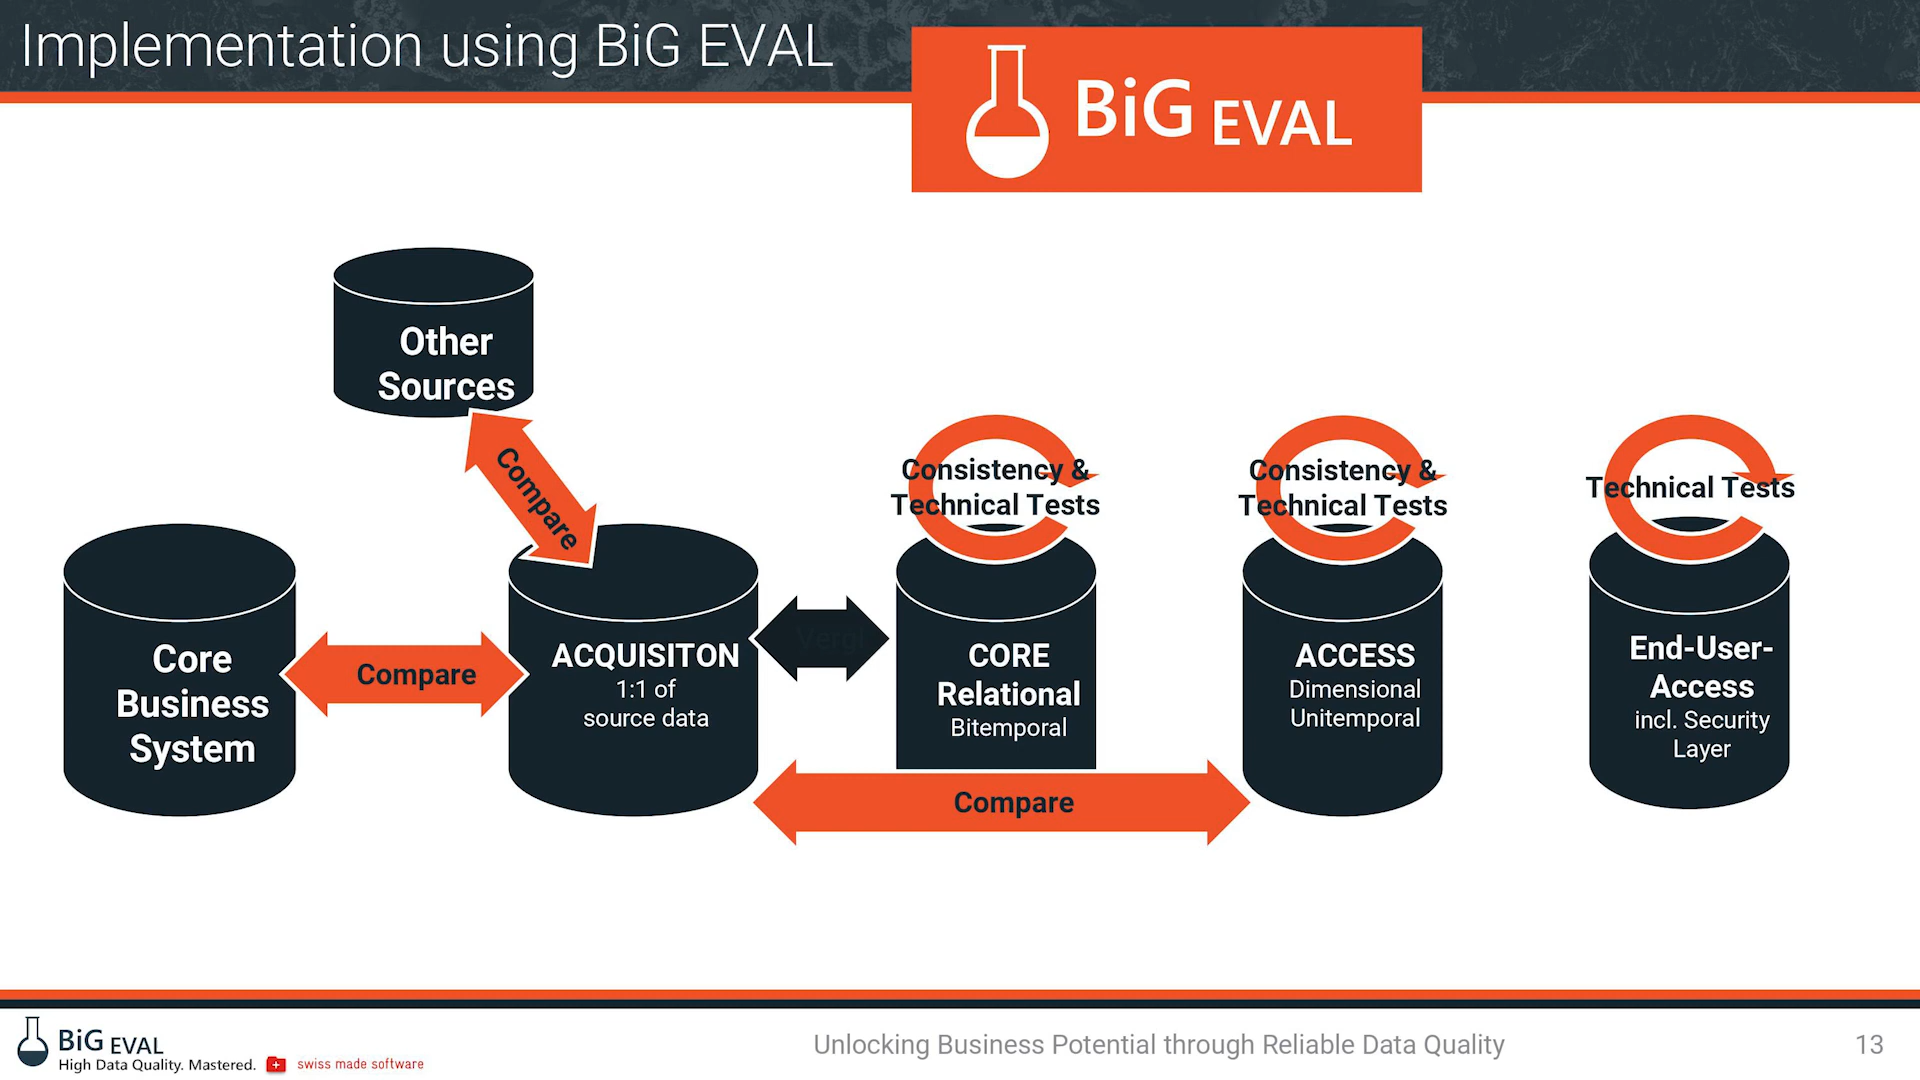 Implementation using BiG EVAL
BiG EVAL
Other
Sources
Compare
Consistency &
Technical Tests
Consistency &
Technical Tests
Technical Tests
Core
Business
System
Compare
ACQUISITON
1:1 of
source data
Vergl
CORE
Relational
Bitemporal
ACCESS
Dimensional
Unitemporal
End-User-
Access
incl. Security
Layer
Compare
BiG EVAL
High Data Quality. Mastered.
swiss made software
Unlocking Business Potential through Reliable Data Quality
13